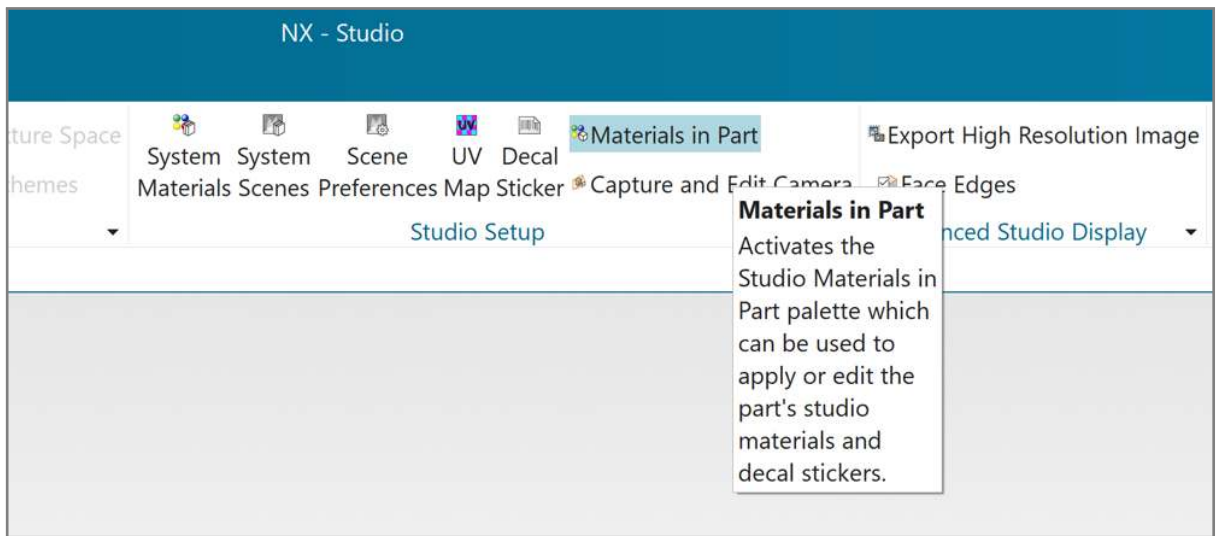 NX - Studio
ture Space
hemes
System Materials
System Scenes
Scene Preferences
UV Map
Decal Sticker
Materials in Part
Capture and Edit Camera
Studio Setup
Export High Resolution Image
Face Edges
nced Studio Display
Materials in Part
Activates the
Studio Materials in
Part palette which
can be used to
apply or edit the
part's studio
materials and
decal stickers.